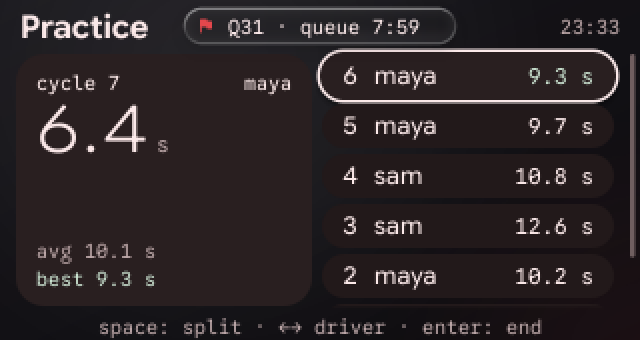 Practice
Q31 · queue 7:59
23:33
cycle 7 maya
6.4 s
avg 10.1 s
best 9.3 s
6 maya 9.3 s
5 maya 9.7 s
4 sam 10.8 s
3 sam 12.6 s
2 maya 10.2 s
space: split · ↔ driver · enter: end